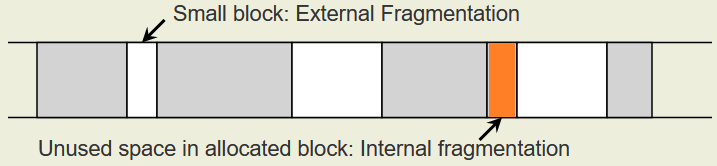 Small block: External Fragmentation
Unused space in allocated block: Internal fragmentation